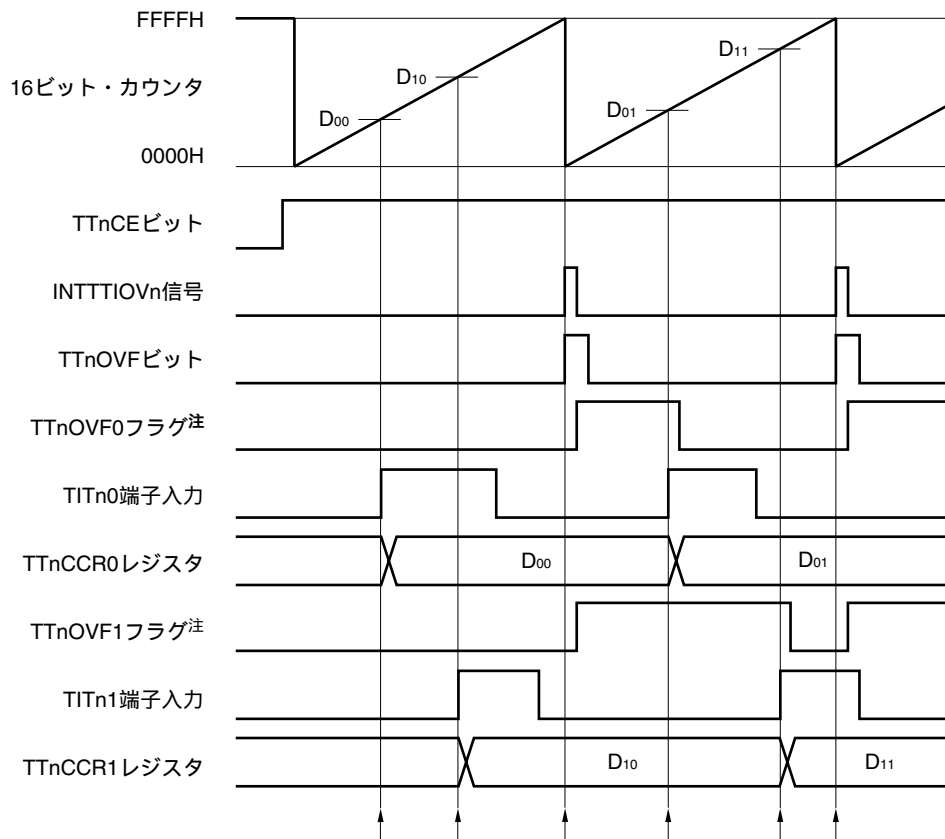 FFFFH
16ビット・カウンタ
0000H
D00
D10
D01
D11
TTnCEビット
INTTTIOVn信号
TTnOVFビット
TTnOVF0フラグ注
TITn0端子入力
TTnCCR0レジスタ
D00
D01
TTnOVF1フラグ注
TITn1端子入力
TTnCCR1レジスタ
D10
D11